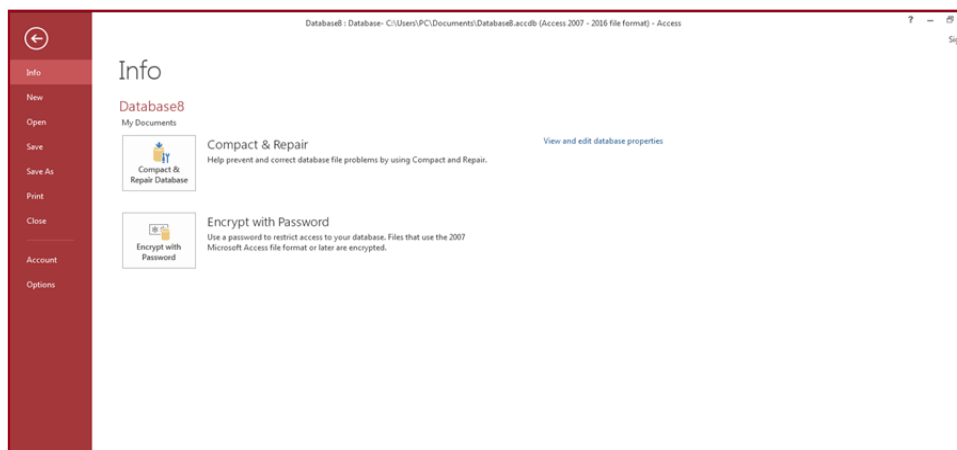 Database8 : Database- C:\Users\PC\Documents\Database8.accdb (Access 2007 - 2016 file format) - Access
?
Info
New
Open
Save
Save As
Print
Close
Account
Options
Info
Database8
My Documents
Compact &
Repair Database
Compact & Repair
Help prevent and correct database file problems by using Compact and Repair.
View and edit database properties
Encrypt with
Password
Encrypt with Password
Use a password to restrict access to your database. Files that use the 2007
Microsoft Access file format or later are encrypted.